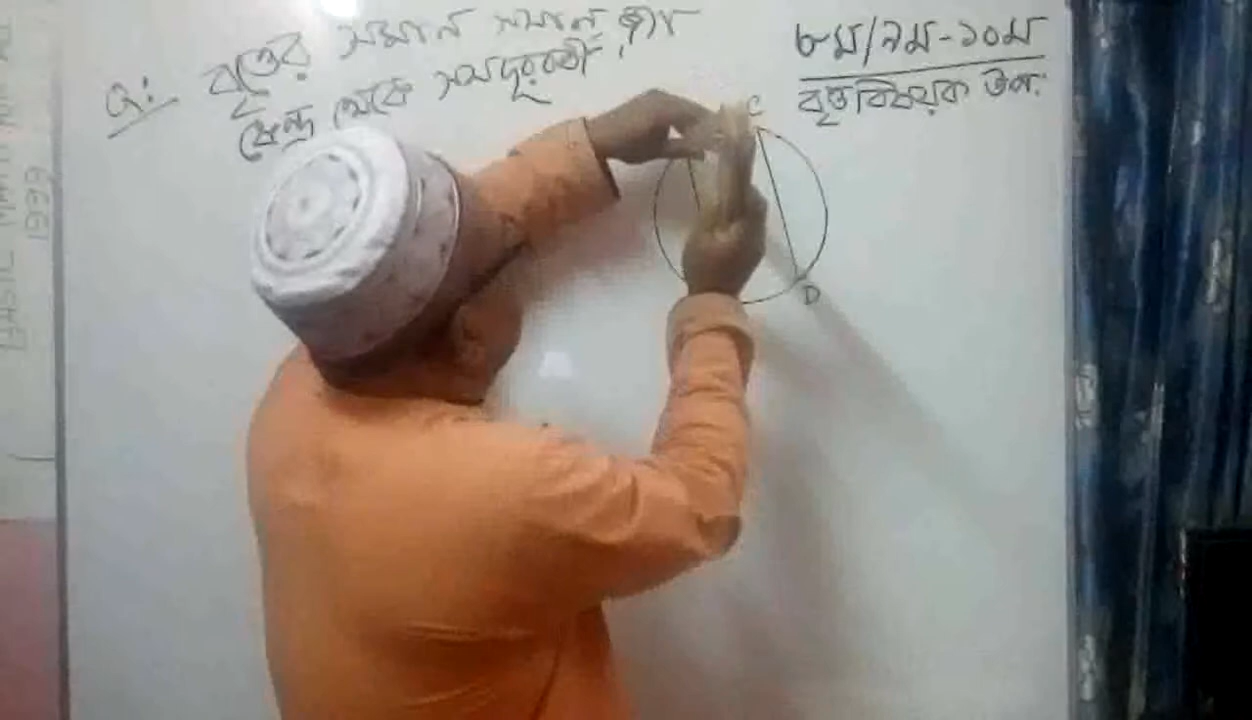 Q: বৃত্তের সমান সমান জ্যা
কেন্দ্র থেকে সমদূরবর্তী।
৮ম/৯ম-১০ম
বৃত্তবিষয়ক উপ:
C
D